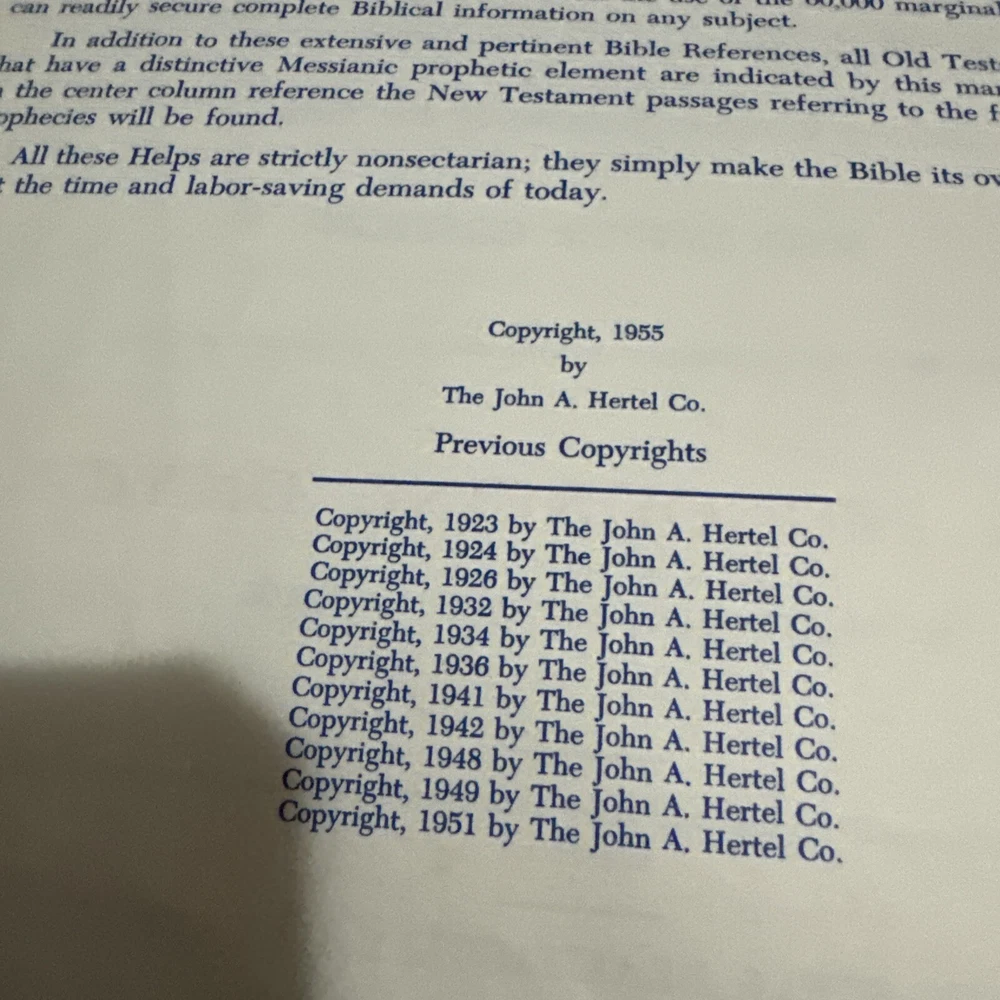 can readily secure complete Biblical information on any subject.
In addition to these extensive and pertinent Bible References, all Old Test
hat have a distinctive Messianic prophetic element are indicated by this mar
the center column reference the New Testament passages referring to the f
ophecies will be found.
All these Helps are strictly nonsectarian; they simply make the Bible its ov
the time and labor-saving demands of today.
Copyright, 1955
by
The John A. Hertel Co.
Previous Copyrights
Copyright, 1923 by The John A. Hertel Co.
Copyright, 1924 by The John A. Hertel Co.
Copyright, 1926 by The John A. Hertel Co.
Copyright, 1932 by The John A. Hertel Co.
Copyright, 1934 by The John A. Hertel Co.
Copyright, 1936 by The John A. Hertel Co.
Copyright, 1941 by The John A. Hertel Co.
Copyright, 1942 by The John A. Hertel Co.
Copyright, 1948 by The John A. Hertel Co.
Copyright, 1949 by The John A. Hertel Co.
Copyright, 1951 by The John A. Hertel Co.